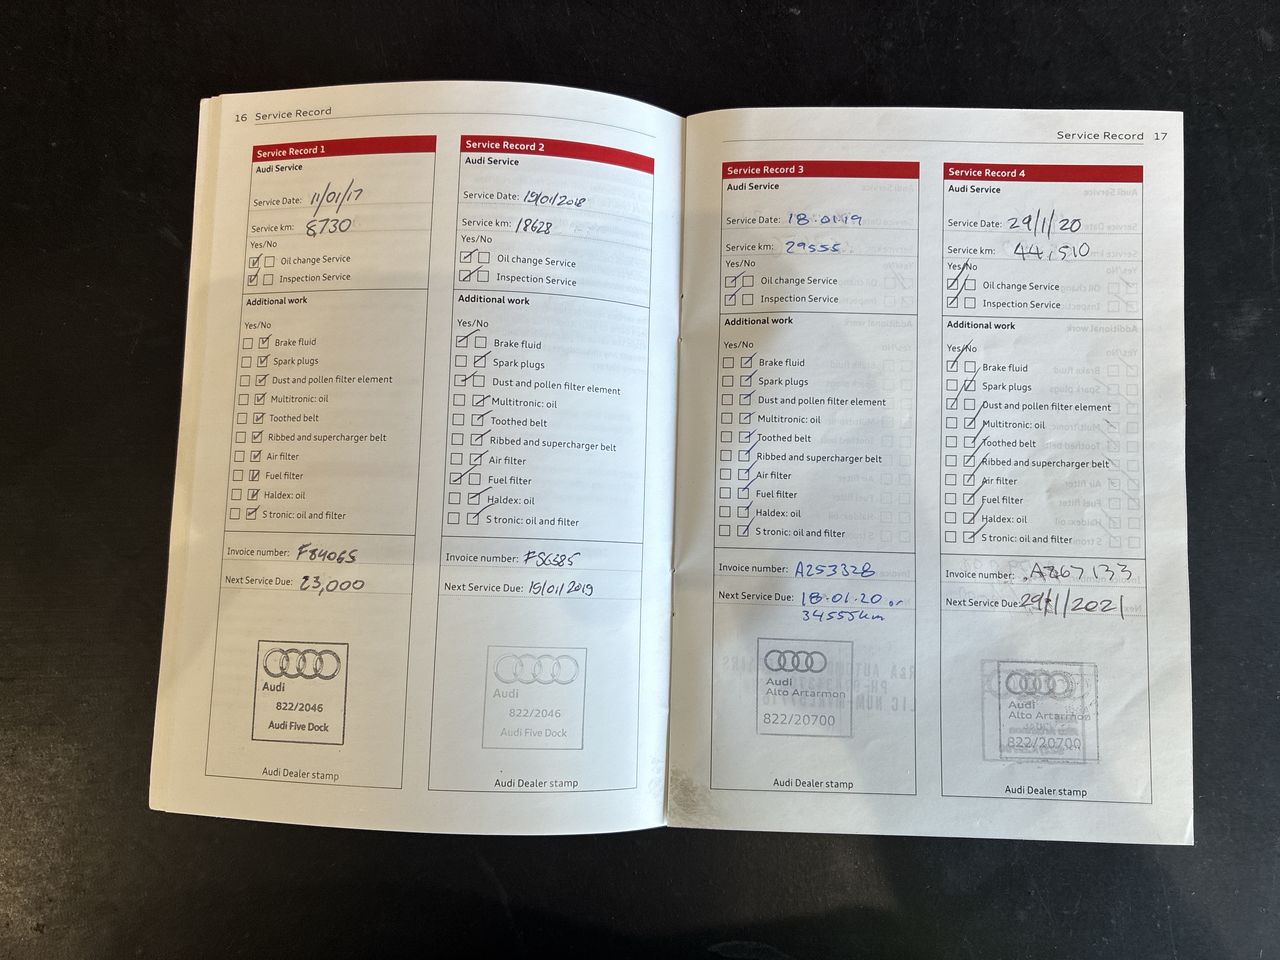 16 Service Record
Service Record 1
Audi Service
Service Date: 11/01/17
Service km: 8730
Yes/No
Oil change Service
Inspection Service
Additional work
Yes/No
Brake fluid
Spark plugs
Dust and pollen filter element
Multitronic: oil
Toothed belt
Ribbed and supercharger belt
Air filter
Fuel filter
Haldex: oil
S tronic: oil and filter
Invoice number: F84065
Next Service Due: 23,000
Audi
822/2046
Audi Five Dock
Audi Dealer stamp
Service Record 2
Audi Service
Service Date: 19/01/2018
Service km: 18628
Yes/No
Oil change Service
Inspection Service
Additional work
Yes/No
Brake fluid
Spark plugs
Dust and pollen filter element
Multitronic: oil
Toothed belt
Ribbed and supercharger belt
Air filter
Fuel filter
Haldex: oil
S tronic: oil and filter
Invoice number:
Next Service Due: 19/01/2019
Audi
822/2046
Audi Five Dock
Audi Dealer stamp
Service Record 17
Service Record 3
Audi Service
Service Date: 18.01.19
Service km: 29555
Yes/No
Oil change Service
Inspection Service
Additional work
Yes/No
Brake fluid
Spark plugs
Dust and pollen filter element
Multitronic: oil
Toothed belt
Ribbed and supercharger belt
Air filter
Fuel filter
Haldex: oil
S tronic: oil and filter
Invoice number: A253328
Next Service Due: 18.01.20 or
34555km
Audi
Alto Artarmon
822/20700
Audi Dealer stamp
Service Record 4
Audi Service
Service Date: 29/1/20
Service km: 44,510
Yes/No
Oil change Service
Inspection Service
Additional work
Yes/No
Brake fluid
Spark plugs
Dust and pollen filter element
Multitronic: oil
Toothed belt
Ribbed and supercharger belt
Air filter
Fuel filter
Haldex: oil
S tronic: oil and filter
Invoice number:
Next Service Due: 29/1/2021
Audi
Alto Artarmon
822/20700
Audi Dealer stamp